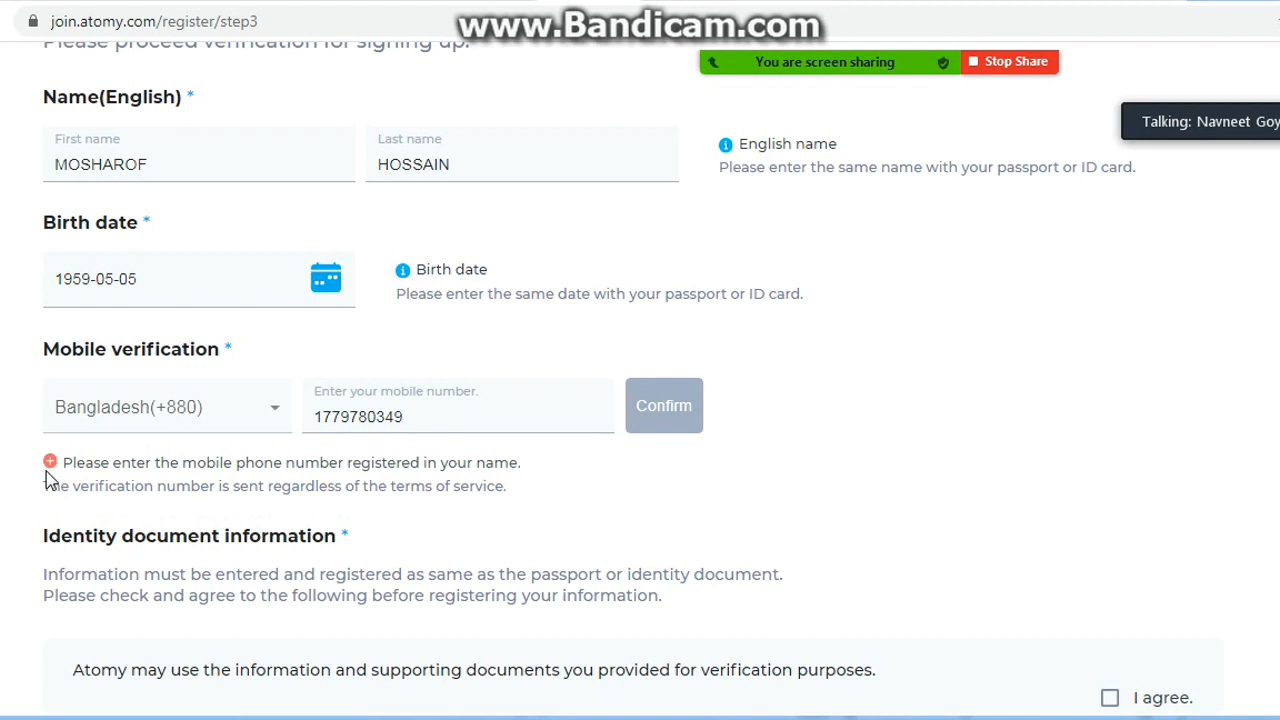 join.atomy.com/register/step3
www.Bandicam.com
Please proceed verification for signing up.
You are screen sharing
Stop Share
Talking: Navneet Goy
Name(English) *
First name
MOSHAROF
Last name
HOSSAIN
English name
Please enter the same name with your passport or ID card.
Birth date *
1959-05-05
Birth date
Please enter the same date with your passport or ID card.
Mobile verification *
Bangladesh(+880)
Enter your mobile number.
1779780349
Confirm
Please enter the mobile phone number registered in your name.
The verification number is sent regardless of the terms of service.
Identity document information *
Information must be entered and registered as same as the passport or identity document.
Please check and agree to the following before registering your information.
Atomy may use the information and supporting documents you provided for verification purposes.
I agree.